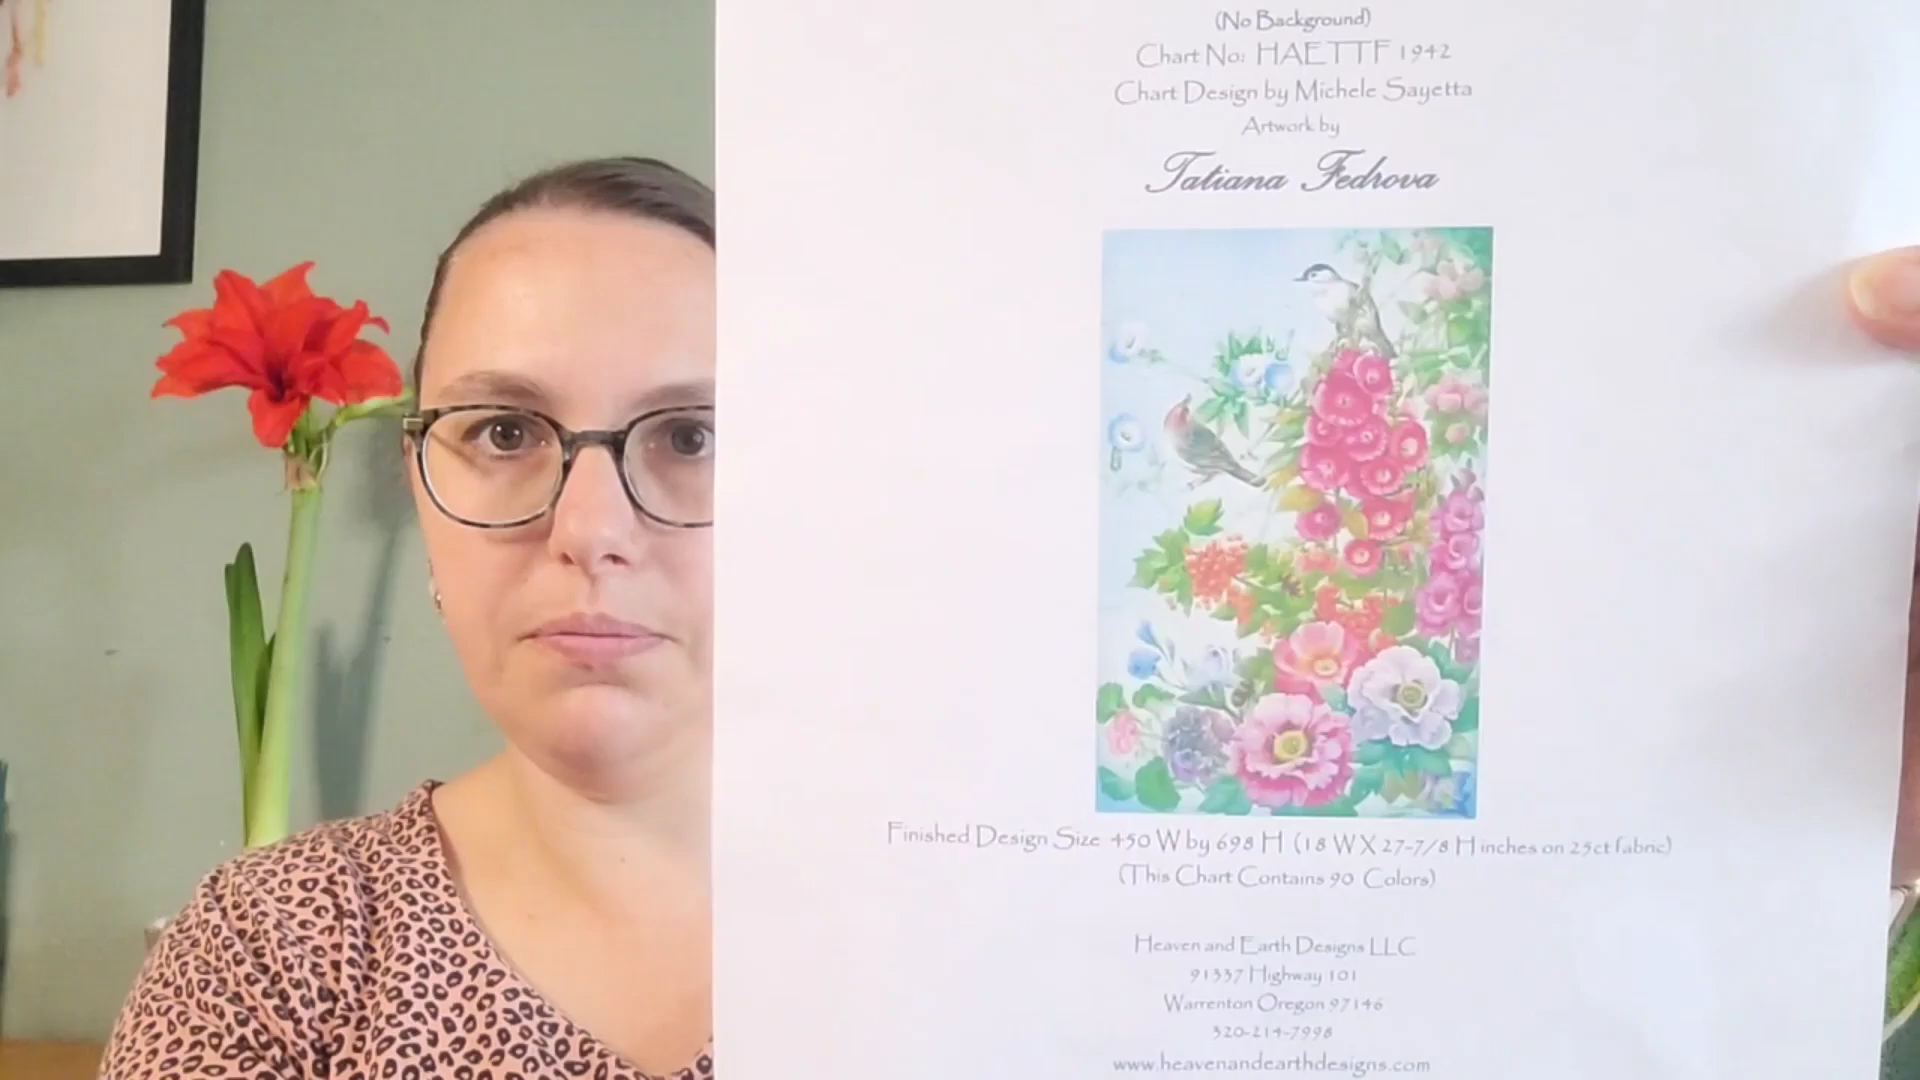 (No Background)
Chart No: HAETTF 1942
Chart Design by Michele Sayetta
Artwork by
Tatiana Fedrova
Finished Design Size 450 W by 698 H (18 W X 27-7/8 H inches on 25ct fabric)
(This Chart Contains 90 Colors)
Heaven and Earth Designs LLC
91337 Highway 101
Warrenton Oregon 97146
320-214-7998
www.heavenandearthdesigns.com